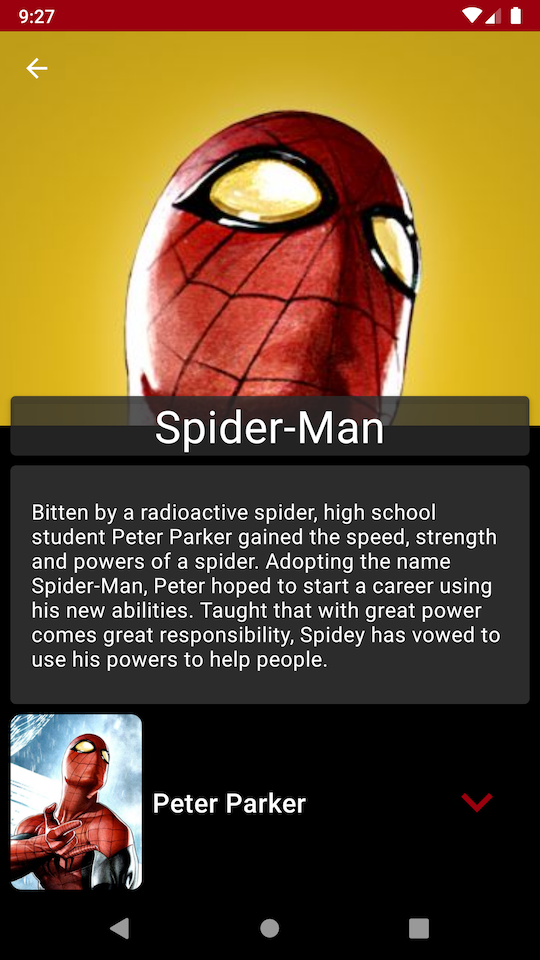 9:27
Spider-Man
Bitten by a radioactive spider, high school
student Peter Parker gained the speed, strength
and powers of a spider. Adopting the name
Spider-Man, Peter hoped to start a career using
his new abilities. Taught that with great power
comes great responsibility, Spidey has vowed to
use his powers to help people.
Peter Parker